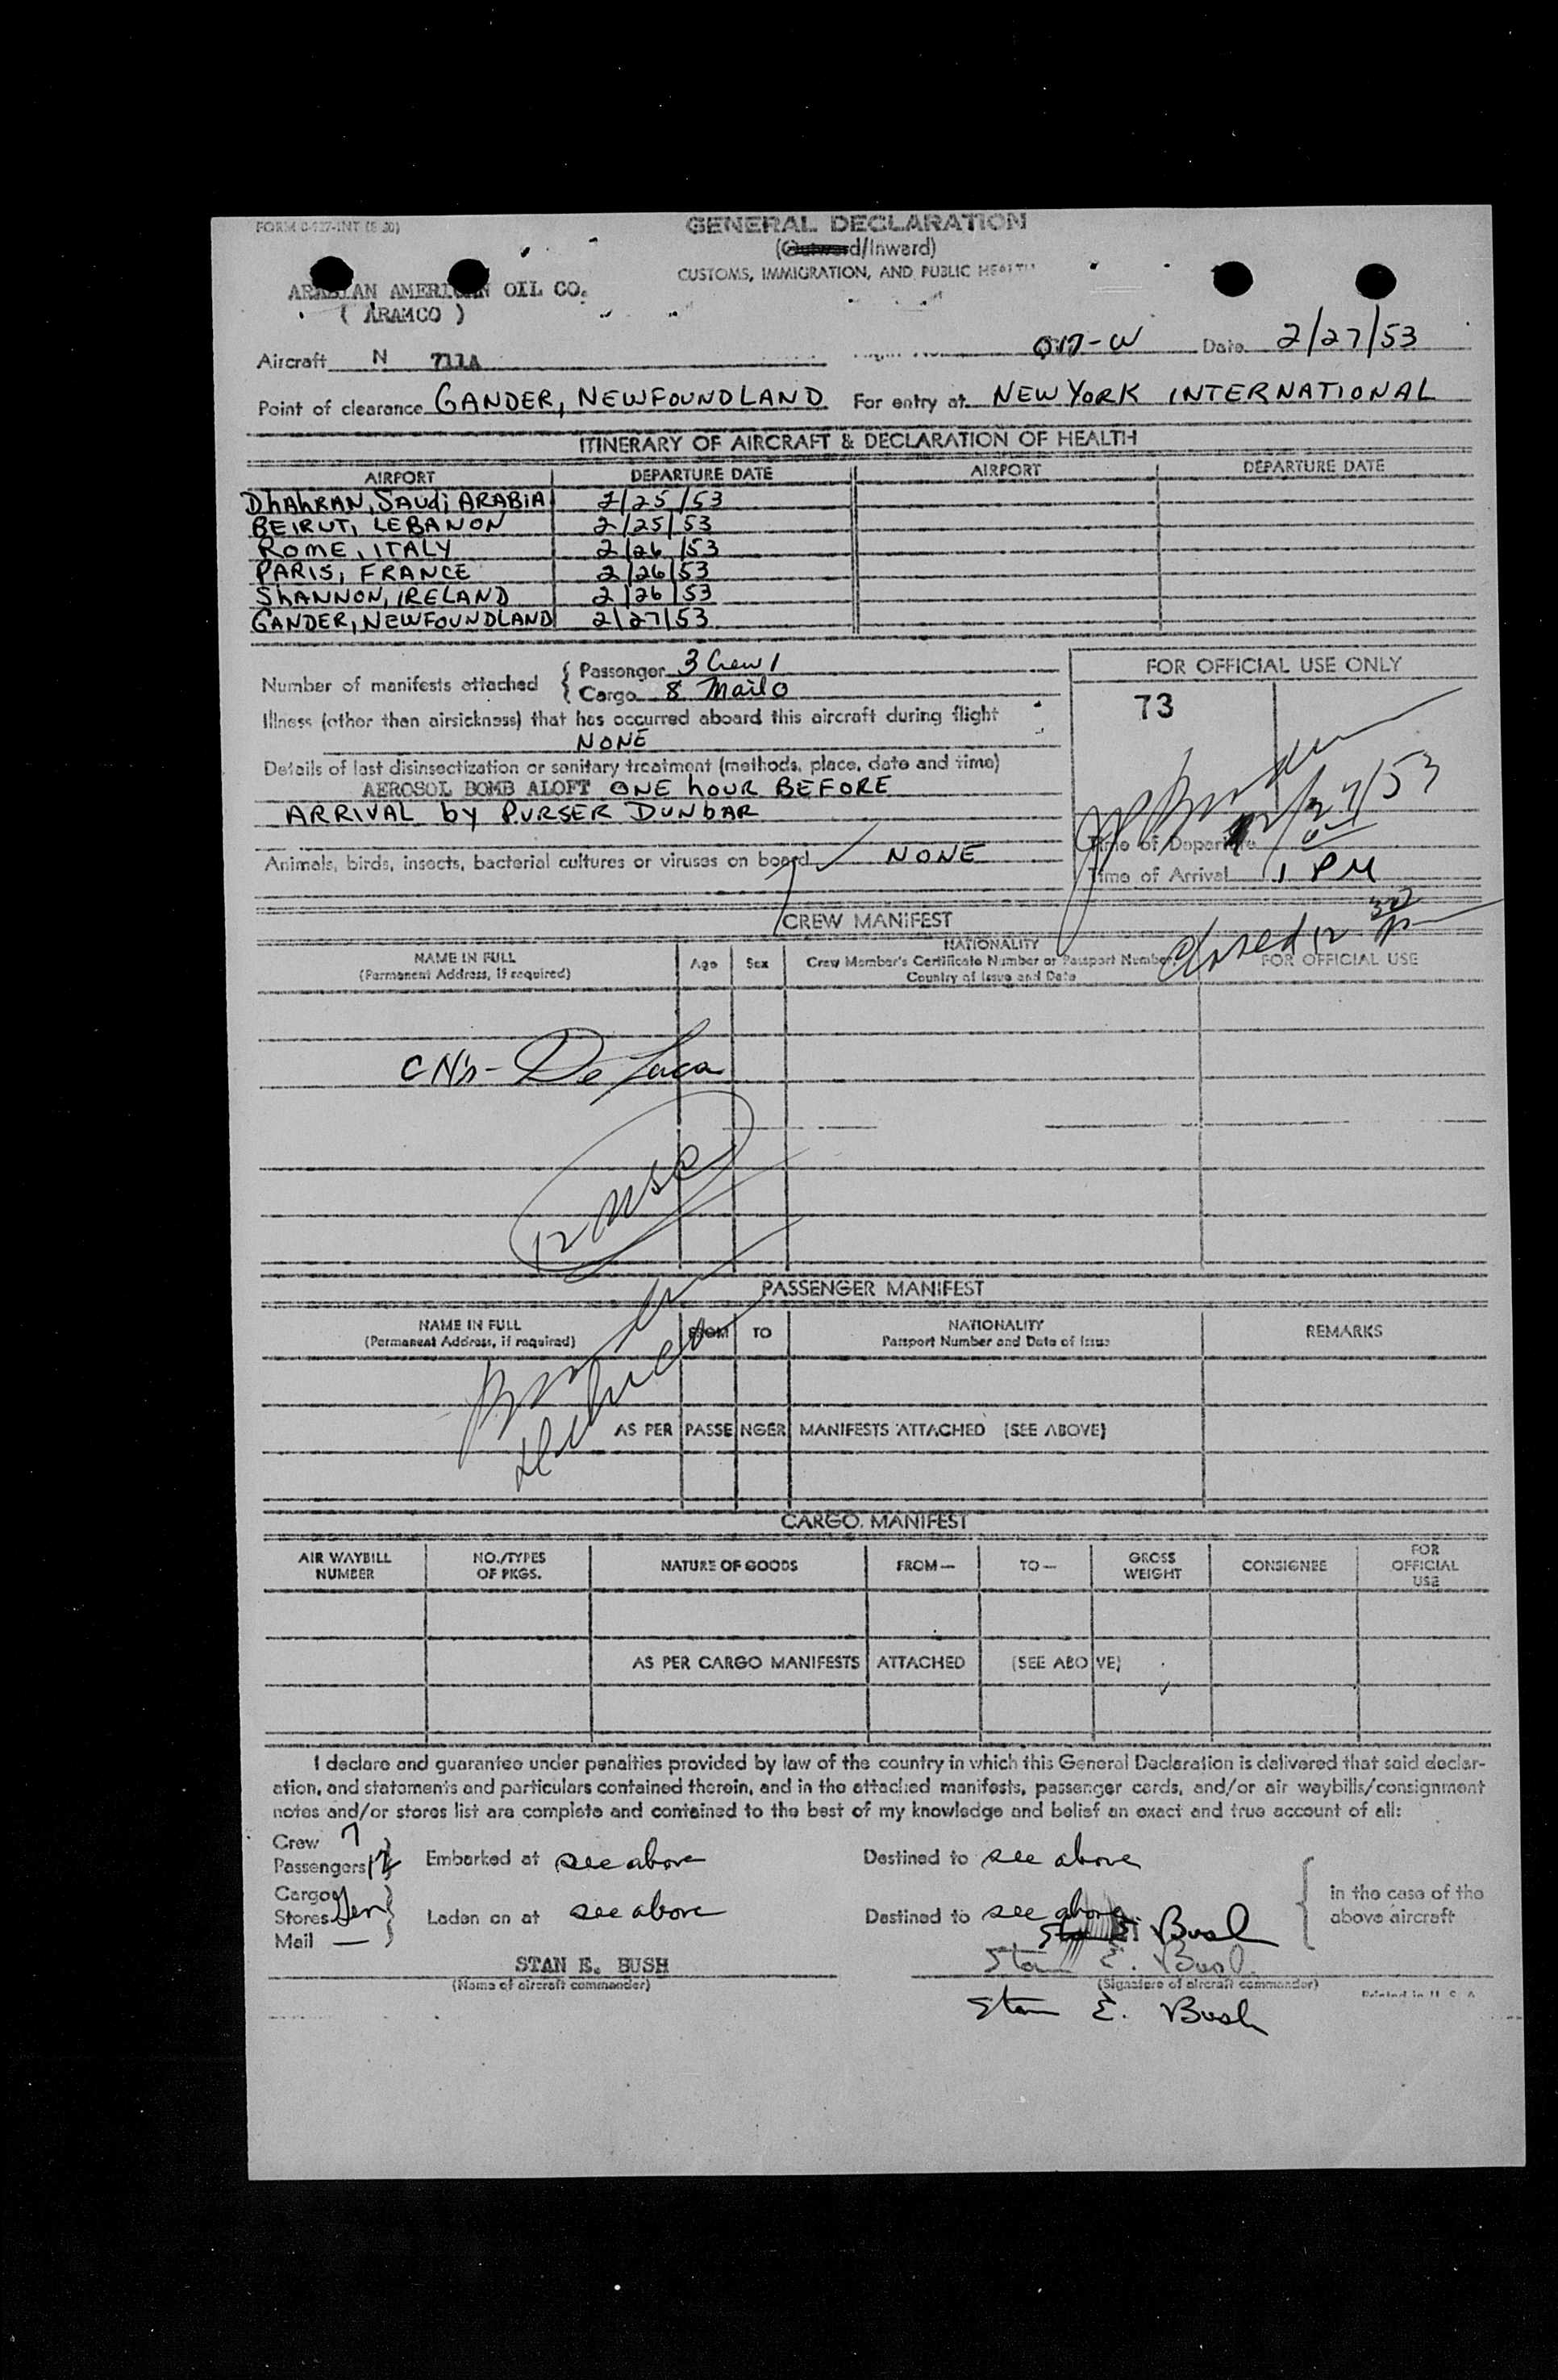 GENERAL DECLARATION
(Outward/Inward)
CUSTOMS, IMMIGRATION, AND PUBLIC HEALTH
ARABIAN AMERICAN OIL CO.
( ARAMCO )
Aircraft N 711A 017-W Date 2/27/53
Point of clearance GANDER, NEWFOUNDLAND For entry at NEW YORK INTERNATIONAL
ITINERARY OF AIRCRAFT & DECLARATION OF HEALTH
AIRPORT DEPARTURE DATE AIRPORT DEPARTURE DATE
DhAhRAN, SAUdi ARABIA 2/25/53
BEIRUT, LEBANON 2/25/53
ROME, ITALY 2/26/53
PARIS, FRANCE 2/26/53
ShANNON, IRELAND 2/26/53
GANDER, NEWFOUNDLAND 2/27/53
Number of manifests attached { Passenger 3 Crew 1
{ Cargo 8 Mail 0
FOR OFFICIAL USE ONLY
73
Illness (other than airsickness) that has occurred aboard this aircraft during flight
NONE
Details of last disinsectization or sanitary treatment (methods, place, date and time)
AEROSOL BOMB ALOFT ONE hOUR BEFORE
ARRIVAL by PURSER DUNbAR
2/27/53
Time of Departure
Animals, birds, insects, bacterial cultures or viruses on board NONE
Time of Arrival 1 PM
Closed 12 30
CREW MANIFEST
NAME IN FULL
(Permanent Address, if required)
Age Sex
NATIONALITY
Crew Member's Certificate Number or Passport Number
Country of Issue and Date
FOR OFFICIAL USE
12 USC
PASSENGER MANIFEST
NAME IN FULL
(Permanent Address, if required)
FROM TO
NATIONALITY
Passport Number and Date of Issue
REMARKS
AS PER PASSENGER MANIFESTS ATTACHED (SEE ABOVE)
CARGO MANIFEST
AIR WAYBILL NUMBER
NO./TYPES OF PKGS.
NATURE OF GOODS
FROM—
TO—
GROSS WEIGHT
CONSIGNEE
FOR OFFICIAL USE
AS PER CARGO MANIFESTS ATTACHED (SEE ABOVE)
I declare and guarantee under penalties provided by law of the country in which this General Declaration is delivered that said declar-
ation, and statements and particulars contained therein, and in the attached manifests, passenger cards, and/or air waybills/consignment
notes and/or stores list are complete and contained to the best of my knowledge and belief an exact and true account of all:
Crew 7
Passengers 12 } Embarked at see above Destined to see above
Cargo
Stores } Laden on at see above Destined to see above
Mail —
{ in the case of the
above aircraft
Stan E. Bush
STAN E. BUSH Stan E. Bush
(Name of aircraft commander) (Signature of aircraft commander) Printed in U. S. A.
Stan E. Bush